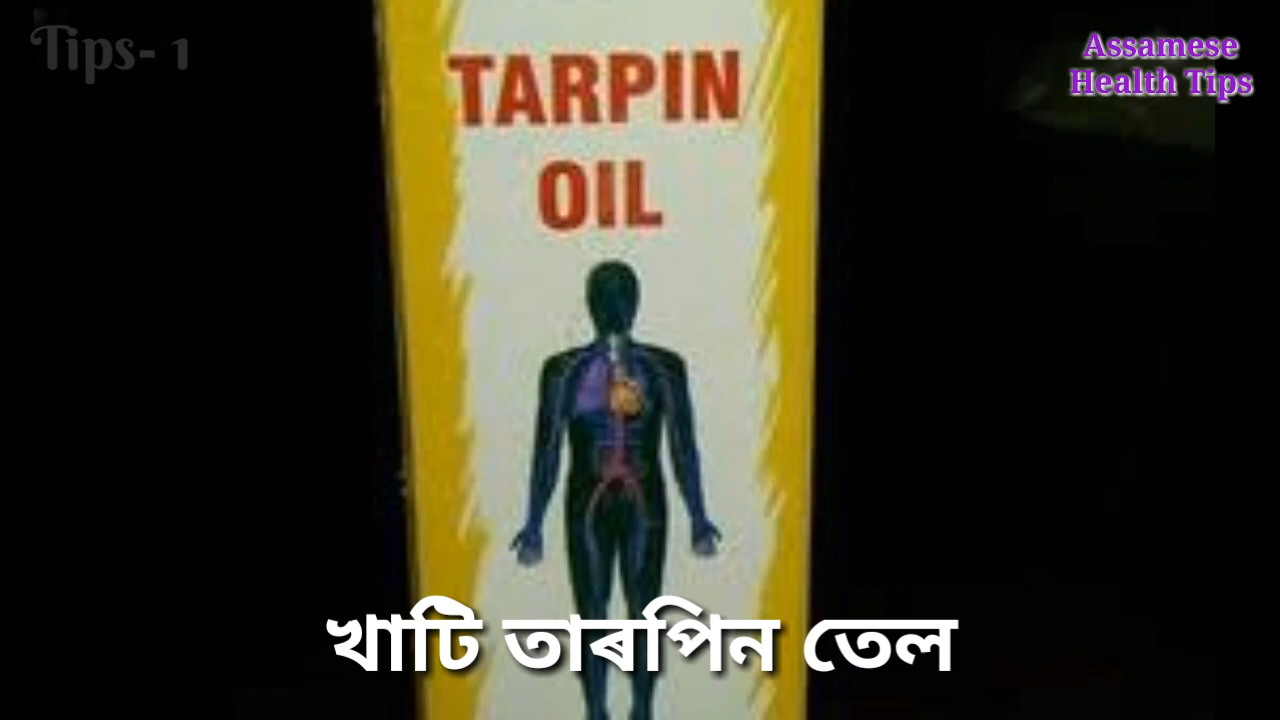 Tips- 1
Assamese
Health Tips
TARPIN
OIL
খাটি তাৰপিন তেল